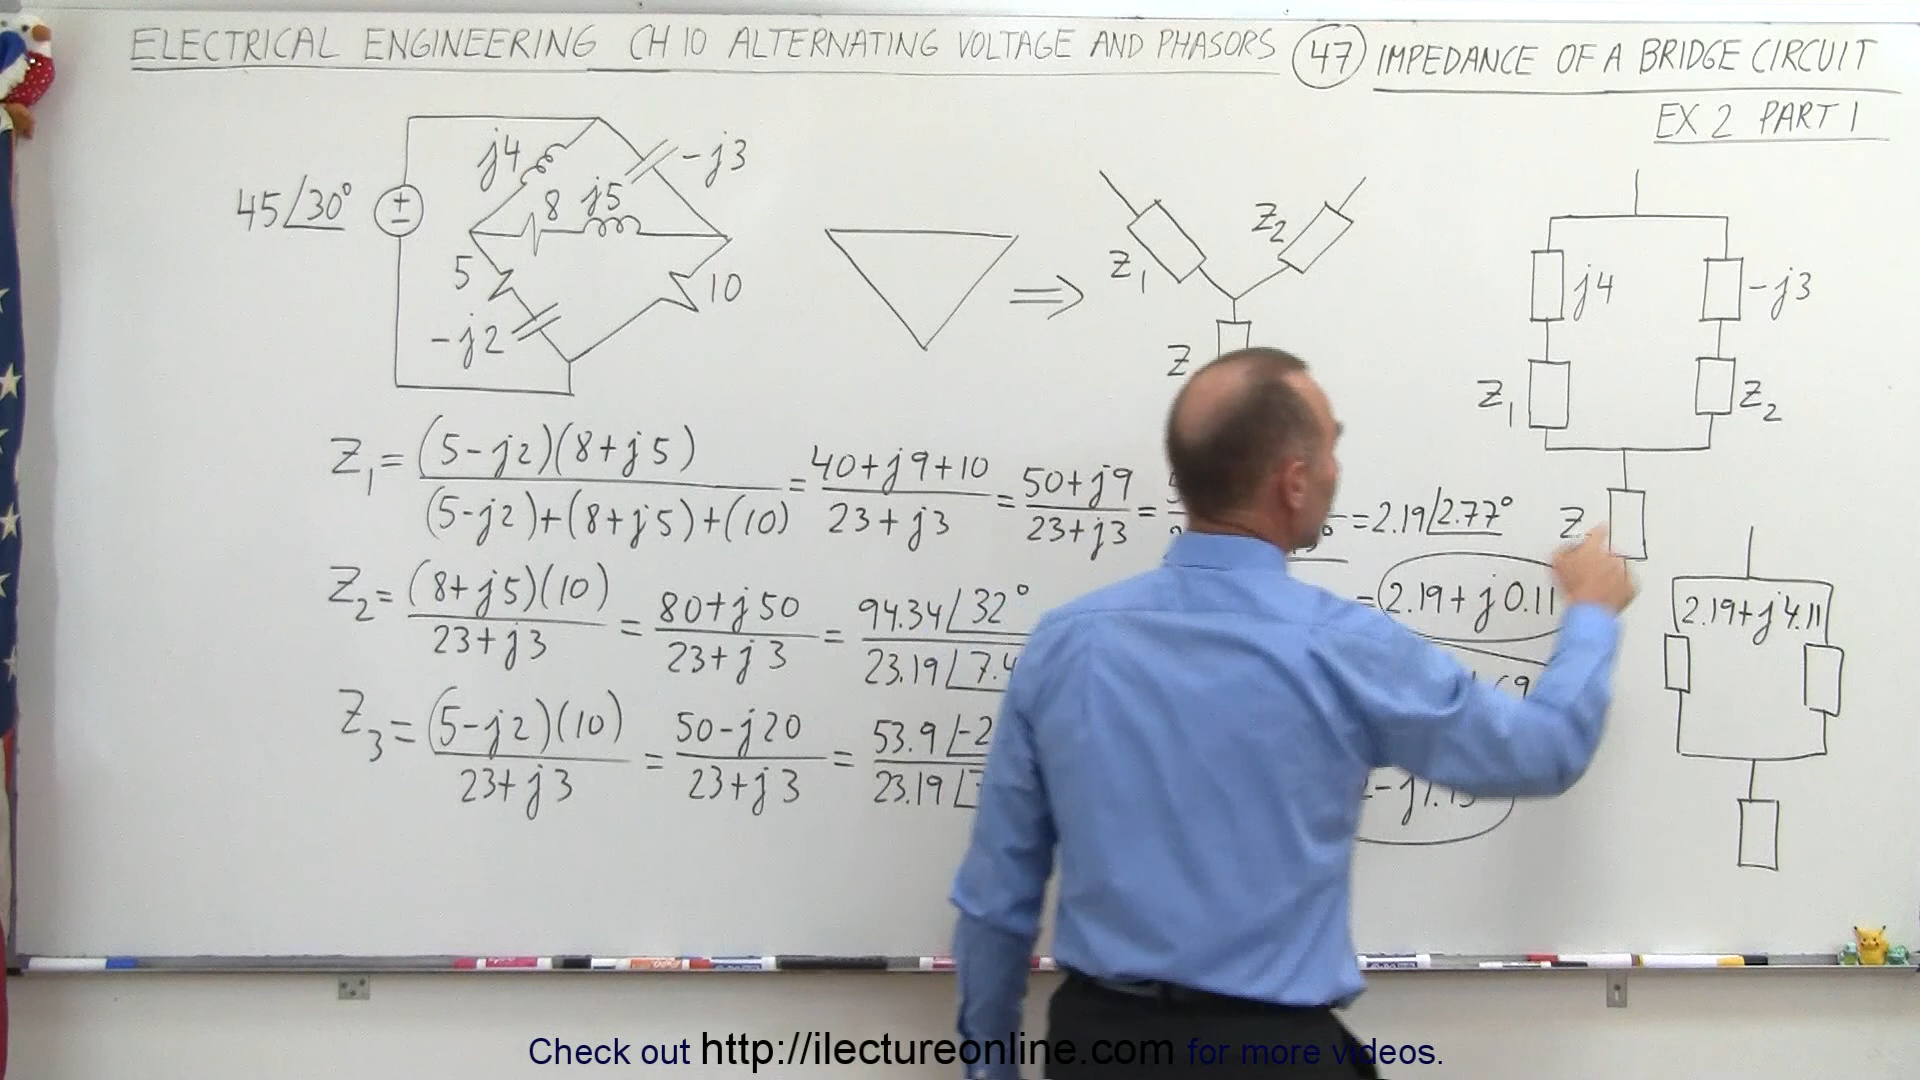 ELECTRICAL ENGINEERING CH 10 ALTERNATING VOLTAGE AND PHASORS (47) IMPEDANCE OF A BRIDGE CIRCUIT
EX 2 PART 1
45∠30°
+
-
j4
-j3
8 j5
5
10
-j2
⇒
Z1
Z2
Z
j4
-j3
Z1
Z2
Z
Z1 = (5-j2)(8+j5) / (5-j2)+(8+j5)+(10) = 40+j9+10 / 23+j3 = 50+j9 / 23+j3 = = 2.19∠2.77°
= 2.19+j0.11
Z2 = (8+j5)(10) / 23+j3 = 80+j50 / 23+j3 = 94.34∠32° / 23.19∠7.4
Z3 = (5-j2)(10) / 23+j3 = 50-j20 / 23+j3 = 53.9∠-2 / 23.19∠
2.19+j4.11
Check out http://ilectureonline.com for more videos.